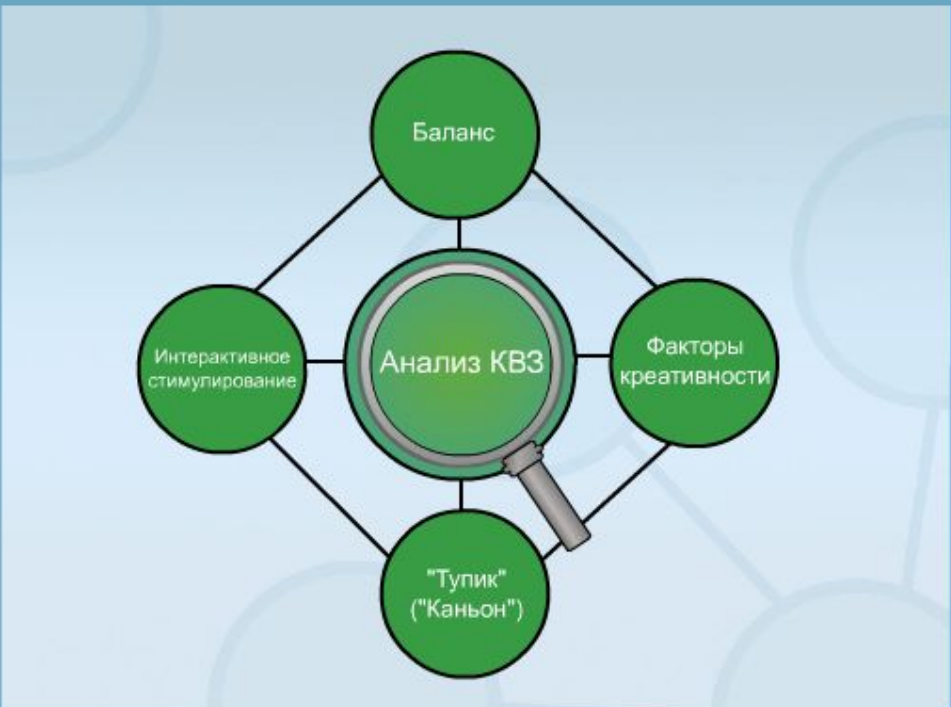 Баланс
Интерактивное
стимулирование
Анализ КВЗ
Факторы
креативности
"Тупик"
("Каньон")